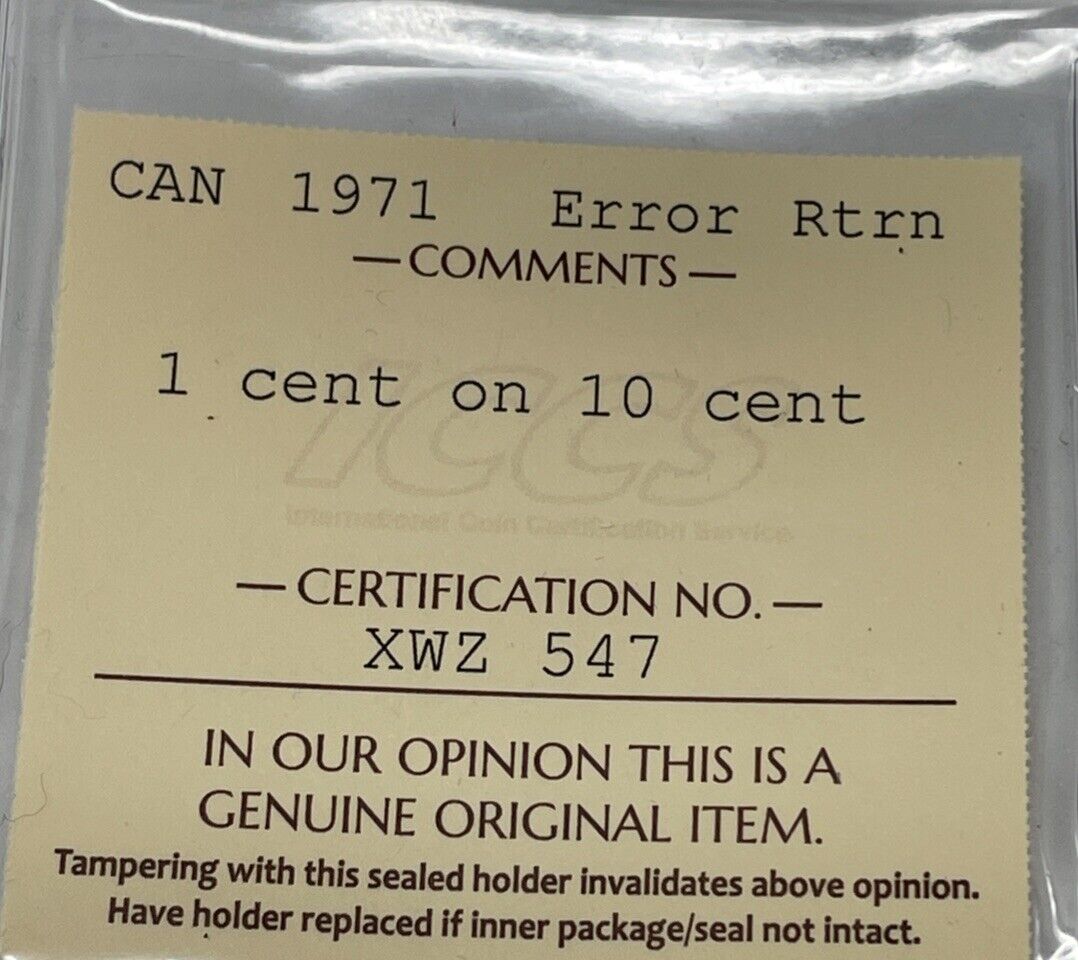 CAN 1971 Error Rtrn
—COMMENTS—
1 cent on 10 cent
ICCS
International Coin Certification Service
—CERTIFICATION NO.—
XWZ 547
IN OUR OPINION THIS IS A
GENUINE ORIGINAL ITEM.
Tampering with this sealed holder invalidates above opinion.
Have holder replaced if inner package/seal not intact.